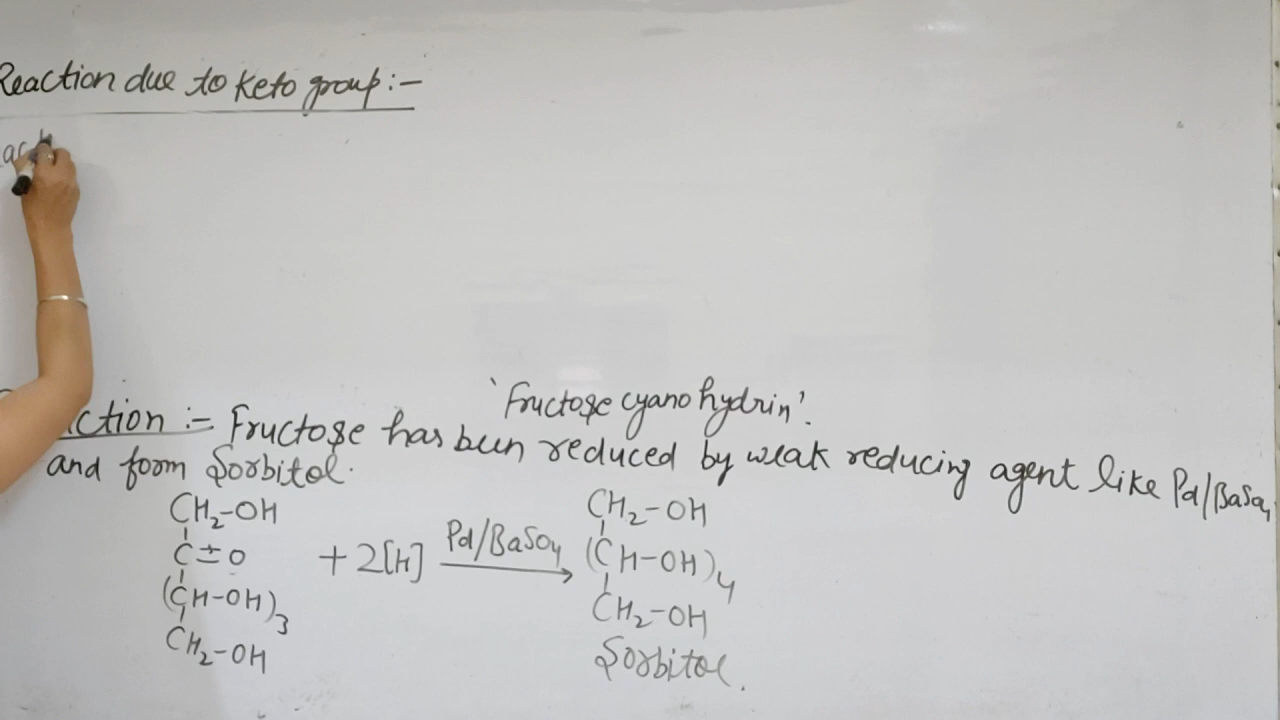 Reaction due to Keto group:-
'Fructose cyanohydrin'.
ction :- Fructose has been reduced by weak reducing agent like Pd/BaSO4
and form Sorbitol.
CH2-OH
C=O
(CH-OH)3
CH2-OH
+ 2[H]
Pd/BaSO4
CH2-OH
(CH-OH)4
CH2-OH
Sorbitol.